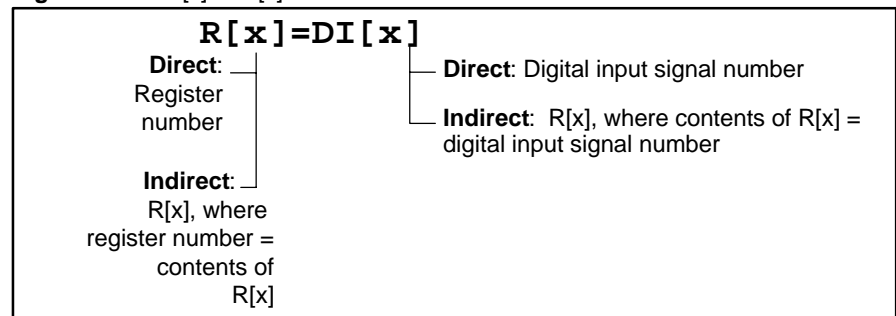 R[x]=DI[x]
Direct:
Register
number
Indirect:
R[x], where
register number =
contents of
R[x]
Direct: Digital input signal number
Indirect: R[x], where contents of R[x] =
digital input signal number